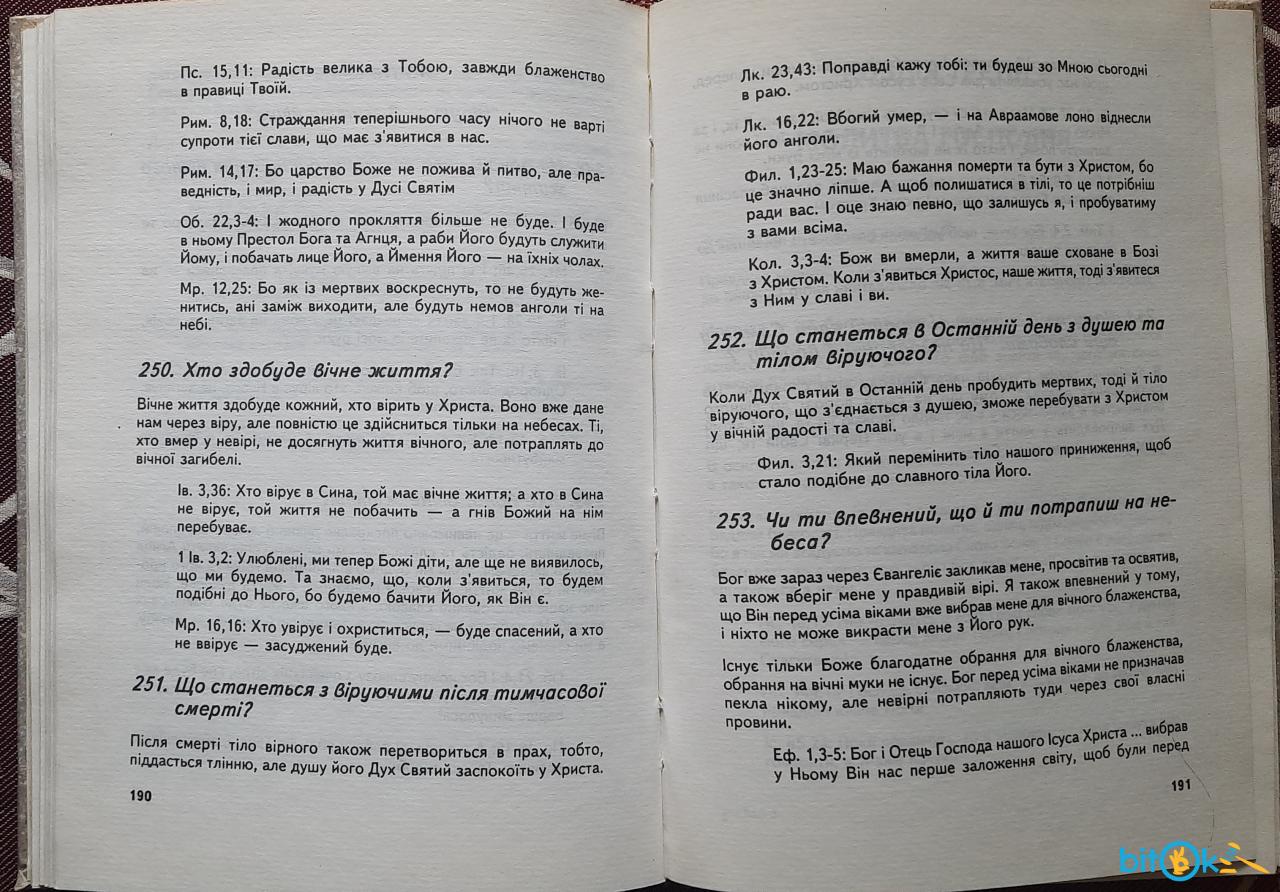 Пс. 15,11: Радість велика з Тобою, завжди блаженство
в правиці Твоїй.
Рим. 8,18: Страждання теперішнього часу нічого не варті
супроти тієї слави, що має з'явитися в нас.
Рим. 14,17: Бо царство Боже не пожива й питво, але пра-
ведність, і мир, і радість у Дусі Святім
Об. 22,3-4: І жодного прокляття більше не буде. І буде
в ньому Престол Бога та Агнця, а раби Його будуть служити
Йому, і побачать лице Його, а Ймення Його — на їхніх чолах.
Мр. 12,25: Бо як із мертвих воскреснуть, то не будуть же-
нитись, ані заміж виходити, але будуть немов анголи ті на
небі.
250. Хто здобуде вічне життя?
Вічне життя здобуде кожний, хто вірить у Христа. Воно вже дане
нам через віру, але повністю це здійсниться тільки на небесах. Ті,
хто вмер у невірі, не досягнуть життя вічного, але потраплять до
вічної загибелі.
Ів. 3,36: Хто вірує в Сина, той має вічне життя; а хто в Сина
не вірує, той життя не побачить — а гнів Божий на нім
перебуває.
1 Ів. 3,2: Улюблені, ми тепер Божі діти, але ще не виявилось,
що ми будемо. Та знаємо, що, коли з'явиться, то будем
подібні до Нього, бо будемо бачити Його, як Він є.
Мр. 16,16: Хто увірує і охриститься, — буде спасений, а хто
не ввірує — засуджений буде.
251. Що станеться з віруючими після тимчасової
смерті?
Після смерті тіло вірного також перетвориться в прах, тобто,
піддасться тлінню, але душу його Дух Святий заспокоїть у Христа.
190
Лк. 23,43: Поправді кажу тобі: ти будеш зо Мною сьогодні
в раю.
Лк. 16,22: Вбогий умер, — і на Авраамове лоно віднесли
його анголи.
Фил. 1,23-25: Маю бажання померти та бути з Христом, бо
це значно ліпше. А щоб полишатися в тілі, то це потрібніш
ради вас. І оце знаю певно, що залишусь я, і пробуватиму
з вами всіма.
Кол. 3,3-4: Бож ви вмерли, а життя ваше сховане в Бозі
з Христом. Коли з'явиться Христос, наше життя, тоді з'явитеся
з Ним у славі і ви.
252. Що станеться в Останній день з душею та
тілом віруючого?
Коли Дух Святий в Останній день пробудить мертвих, тоді й тіло
віруючого, що з'єднається з душею, зможе перебувати з Христом
у вічній радості та славі.
Фил. 3,21: Який перемінить тіло нашого приниження, щоб
стало подібне до славного тіла Його.
253. Чи ти впевнений, що й ти потрапиш на не-
беса?
Бог вже зараз через Євангеліє закликав мене, просвітив та освятив,
а також вберіг мене у правдивій вірі. Я також впевнений у тому,
що Він перед усіма віками вже вибрав мене для вічного блаженства,
і ніхто не може викрасти мене з Його рук.
Існує тільки Боже благодатне обрання для вічного блаженства,
обрання на вічні муки не існує. Бог перед усіма віками не призначав
пекла нікому, але невірні потрапляють туди через свої власні
провини.
Еф. 1,3-5: Бог і Отець Господа нашого Ісуса Христа ... вибрав
у Ньому Він нас перше заложення світу, щоб були перед
191
bitok